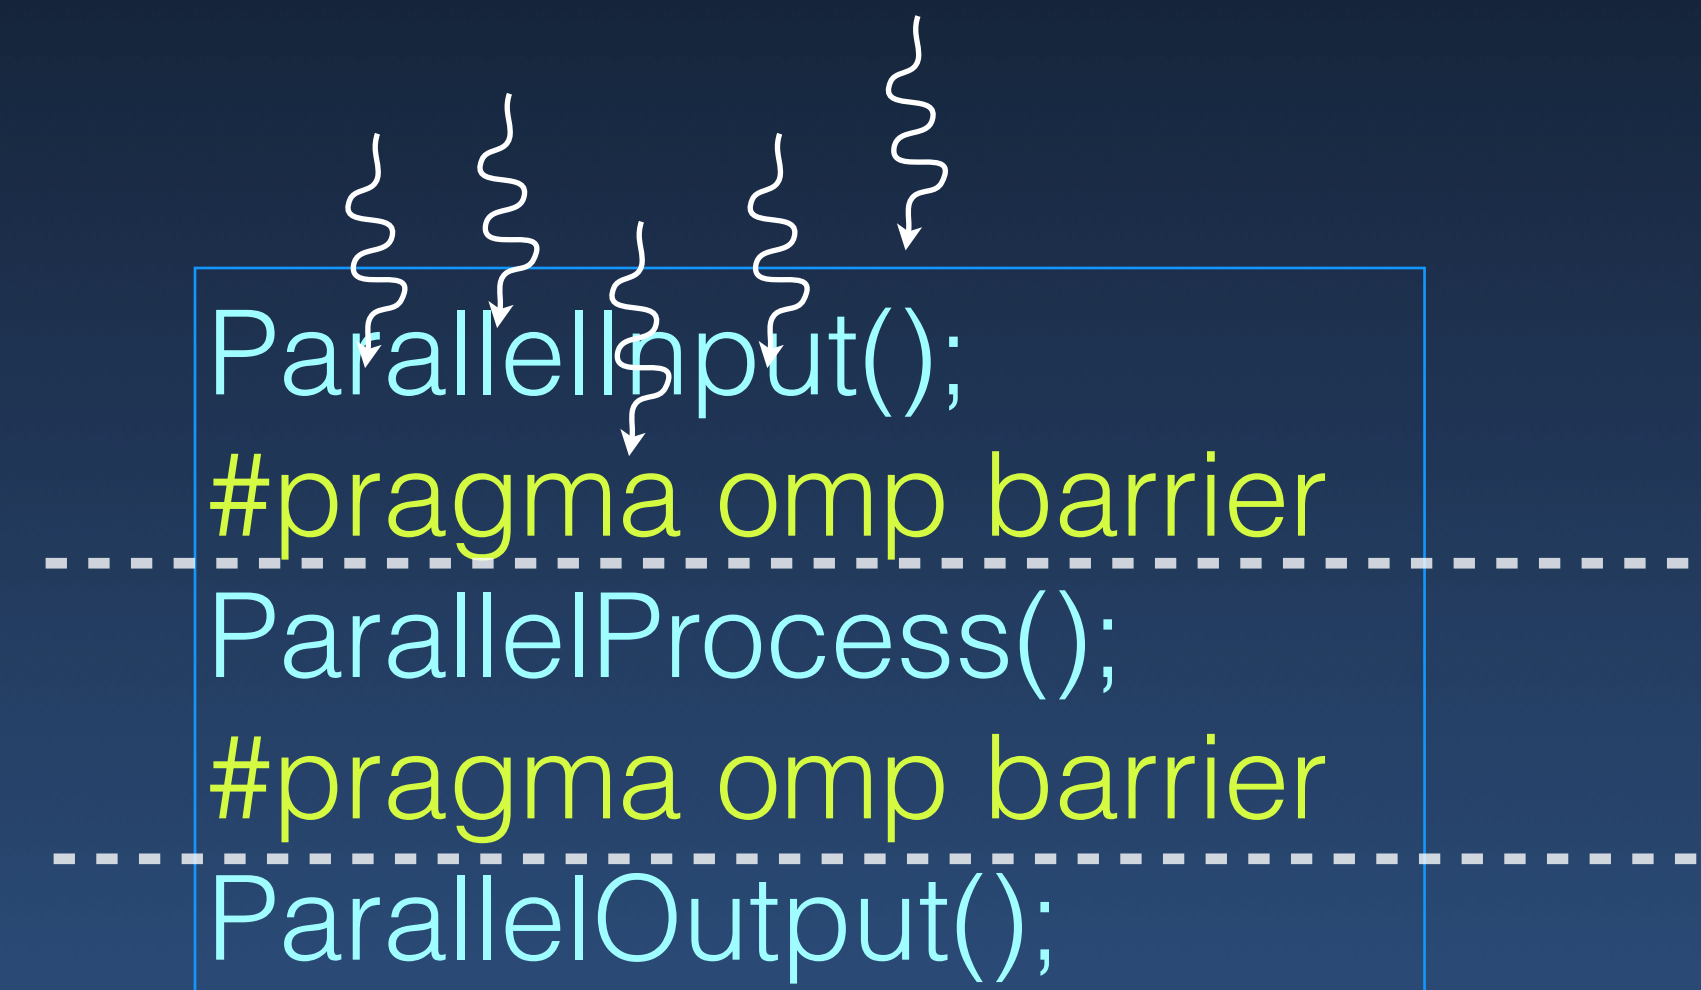 ParallelInput();
#pragma omp barrier
ParallelProcess();
#pragma omp barrier
ParallelOutput();